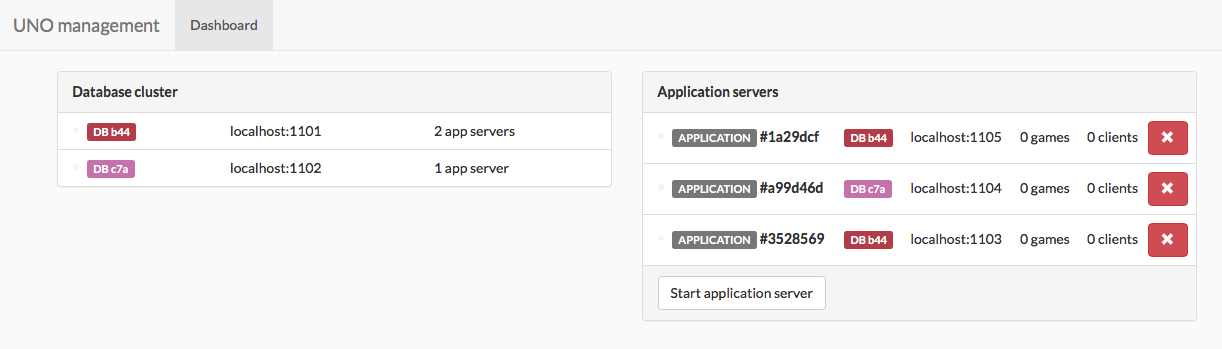 UNO management Dashboard
Database cluster
DB b44 localhost:1101 2 app servers
DB c7a localhost:1102 1 app server
Application servers
APPLICATION #1a29dcf DB b44 localhost:1105 0 games 0 clients
APPLICATION #a99d46d DB c7a localhost:1104 0 games 0 clients
APPLICATION #3528569 DB b44 localhost:1103 0 games 0 clients
Start application server